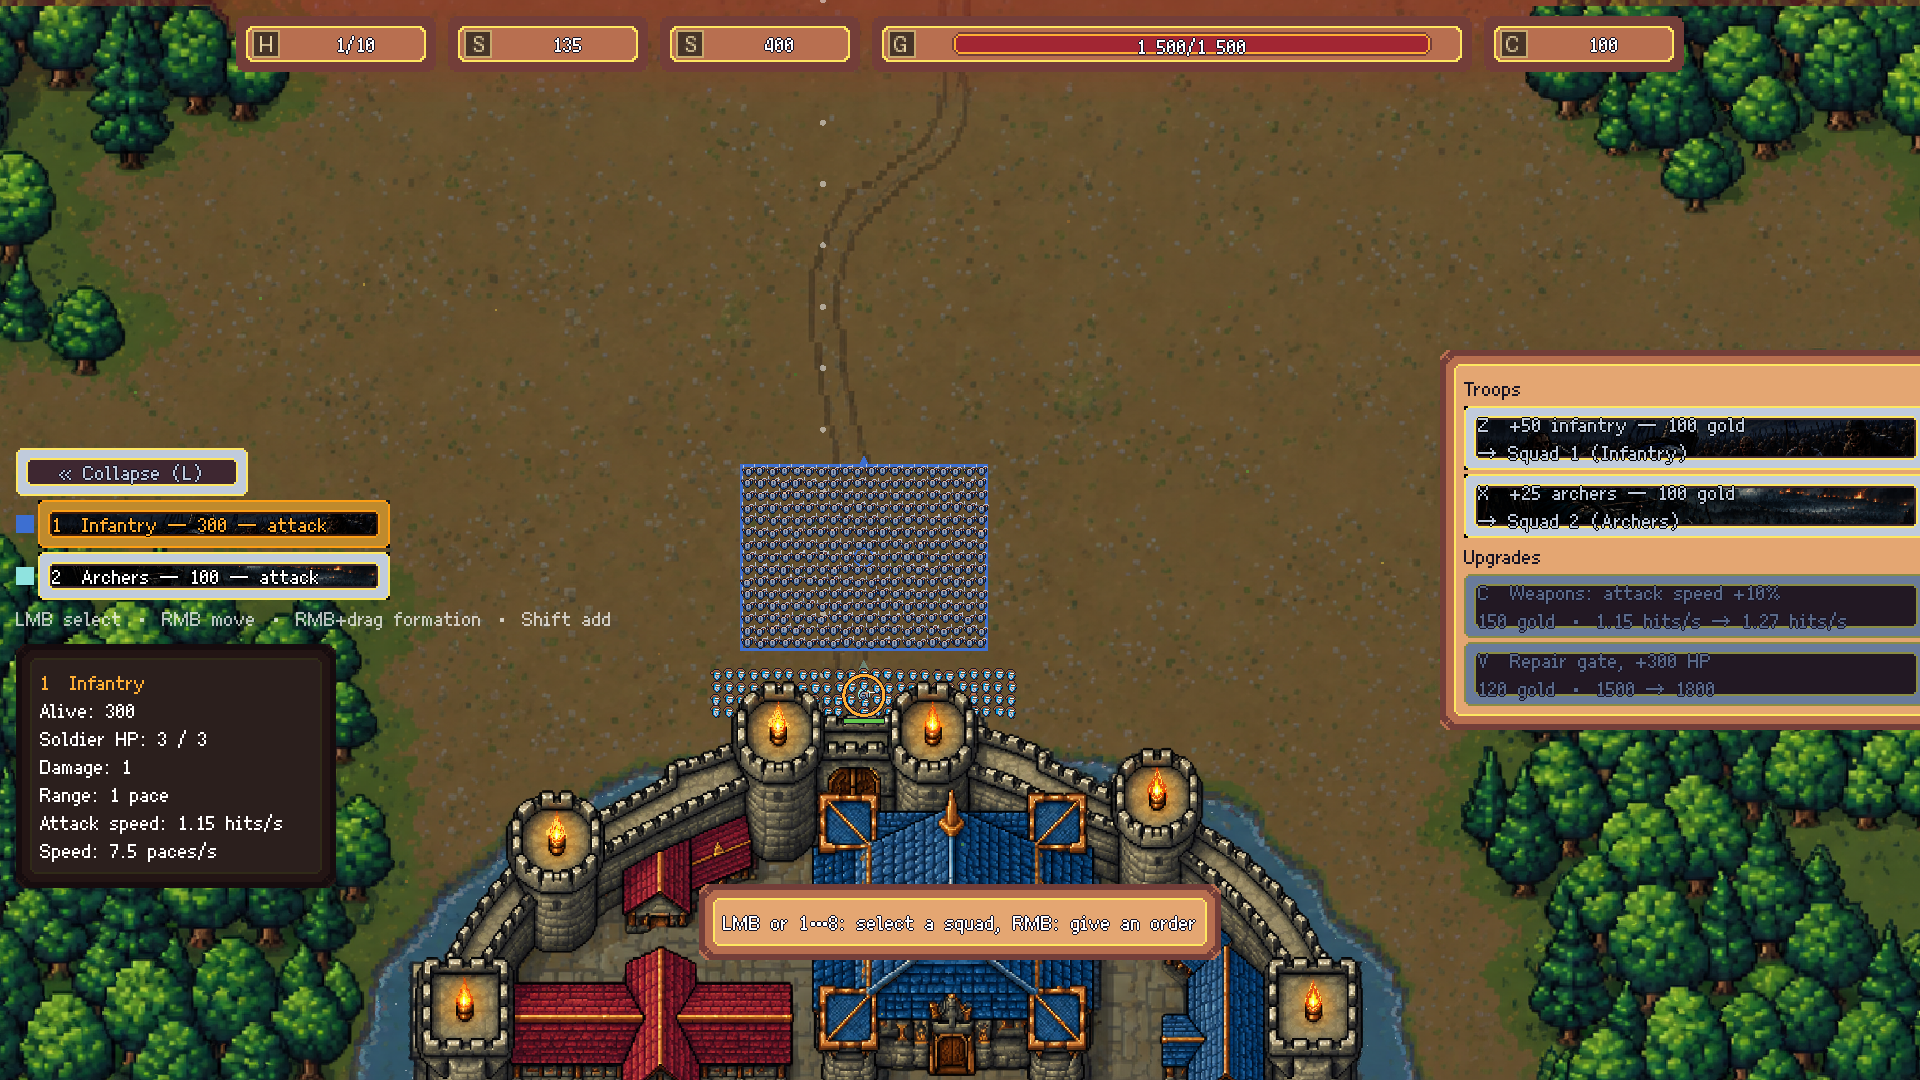 H 1/10
S 135
S 400
G 1 500/1 500
C 100
« Collapse (L)
1 Infantry — 300 — attack
2 Archers — 100 — attack
LMB select · RMB move · RMB+drag formation · Shift add
1 Infantry
Alive: 300
Soldier HP: 3 / 3
Damage: 1
Range: 1 pace
Attack speed: 1.15 hits/s
Speed: 7.5 paces/s
Troops
Z +50 infantry — 100 gold
→ Squad 1 (Infantry)
X +25 archers — 100 gold
→ Squad 2 (Archers)
Upgrades
C Weapons: attack speed +10%
150 gold · 1.15 hits/s → 1.27 hits/s
V Repair gate, +300 HP
120 gold · 1500 → 1800
LMB or 1…8: select a squad, RMB: give an order